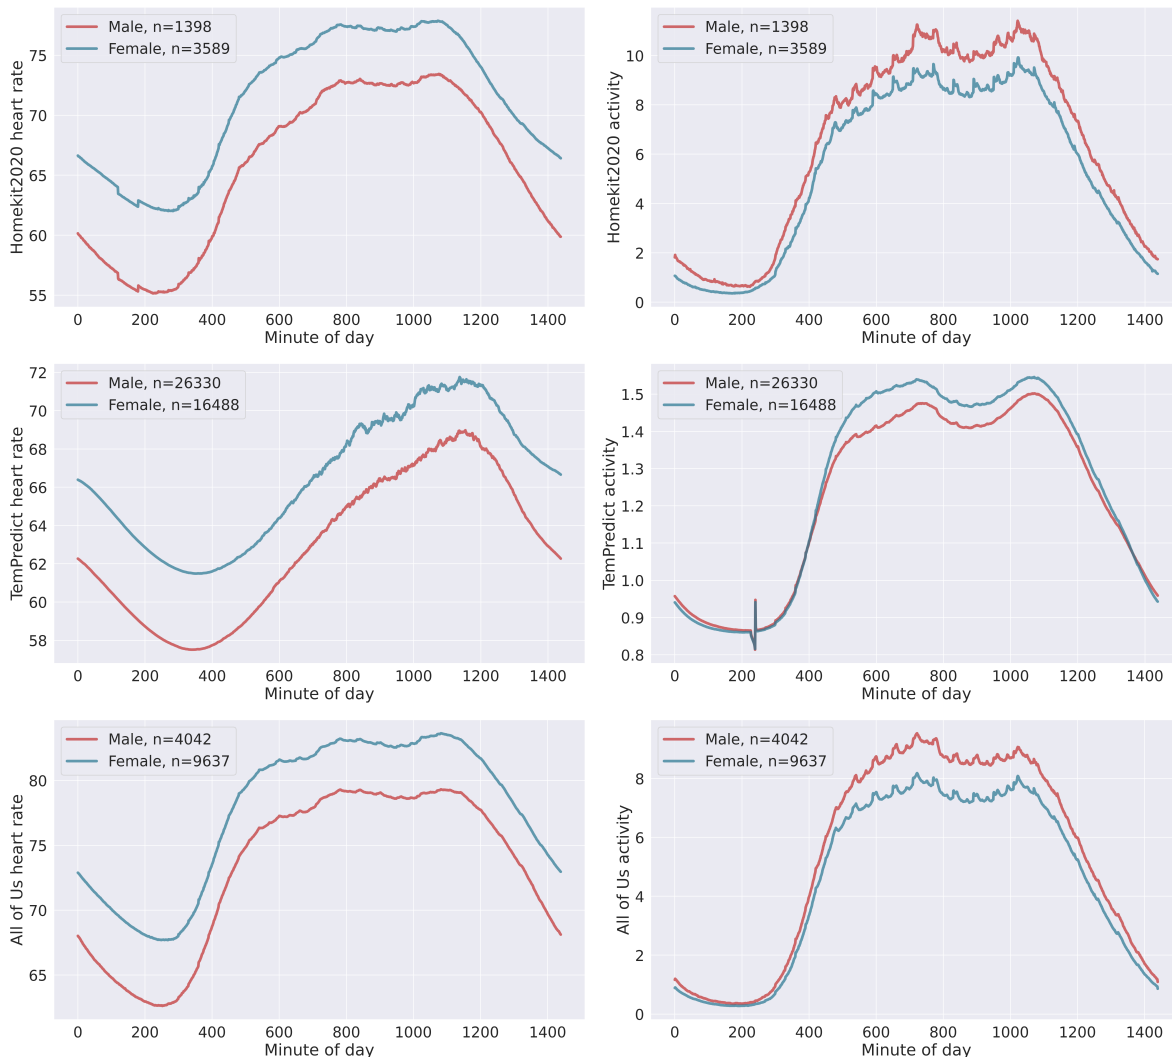 Homekit2020 heart rate
Male, n=1398
Female, n=3589
75
70
65
60
55
0 200 400 600 800 1000 1200 1400
Minute of day
Homekit2020 activity
Male, n=1398
Female, n=3589
10
8
6
4
2
0
0 200 400 600 800 1000 1200 1400
Minute of day
TemPredict heart rate
Male, n=26330
Female, n=16488
72
70
68
66
64
62
60
58
0 200 400 600 800 1000 1200 1400
Minute of day
TemPredict activity
Male, n=26330
Female, n=16488
1.5
1.4
1.3
1.2
1.1
1.0
0.9
0.8
0 200 400 600 800 1000 1200 1400
Minute of day
All of Us heart rate
Male, n=4042
Female, n=9637
80
75
70
65
0 200 400 600 800 1000 1200 1400
Minute of day
All of Us activity
Male, n=4042
Female, n=9637
8
6
4
2
0
0 200 400 600 800 1000 1200 1400
Minute of day